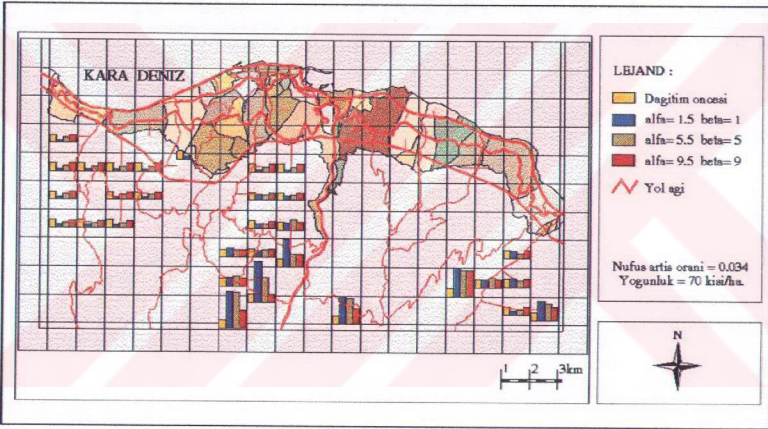 KARA DENIZ
LEJAND :
Dagitim oncesi
alfa= 1.5 beta= 1
alfa= 5.5 beta= 5
alfa= 9.5 beta= 9
Yol agi
Nufus artis orani = 0.034
Yogunluk = 70 kisi/ha.
N
1 2 3km